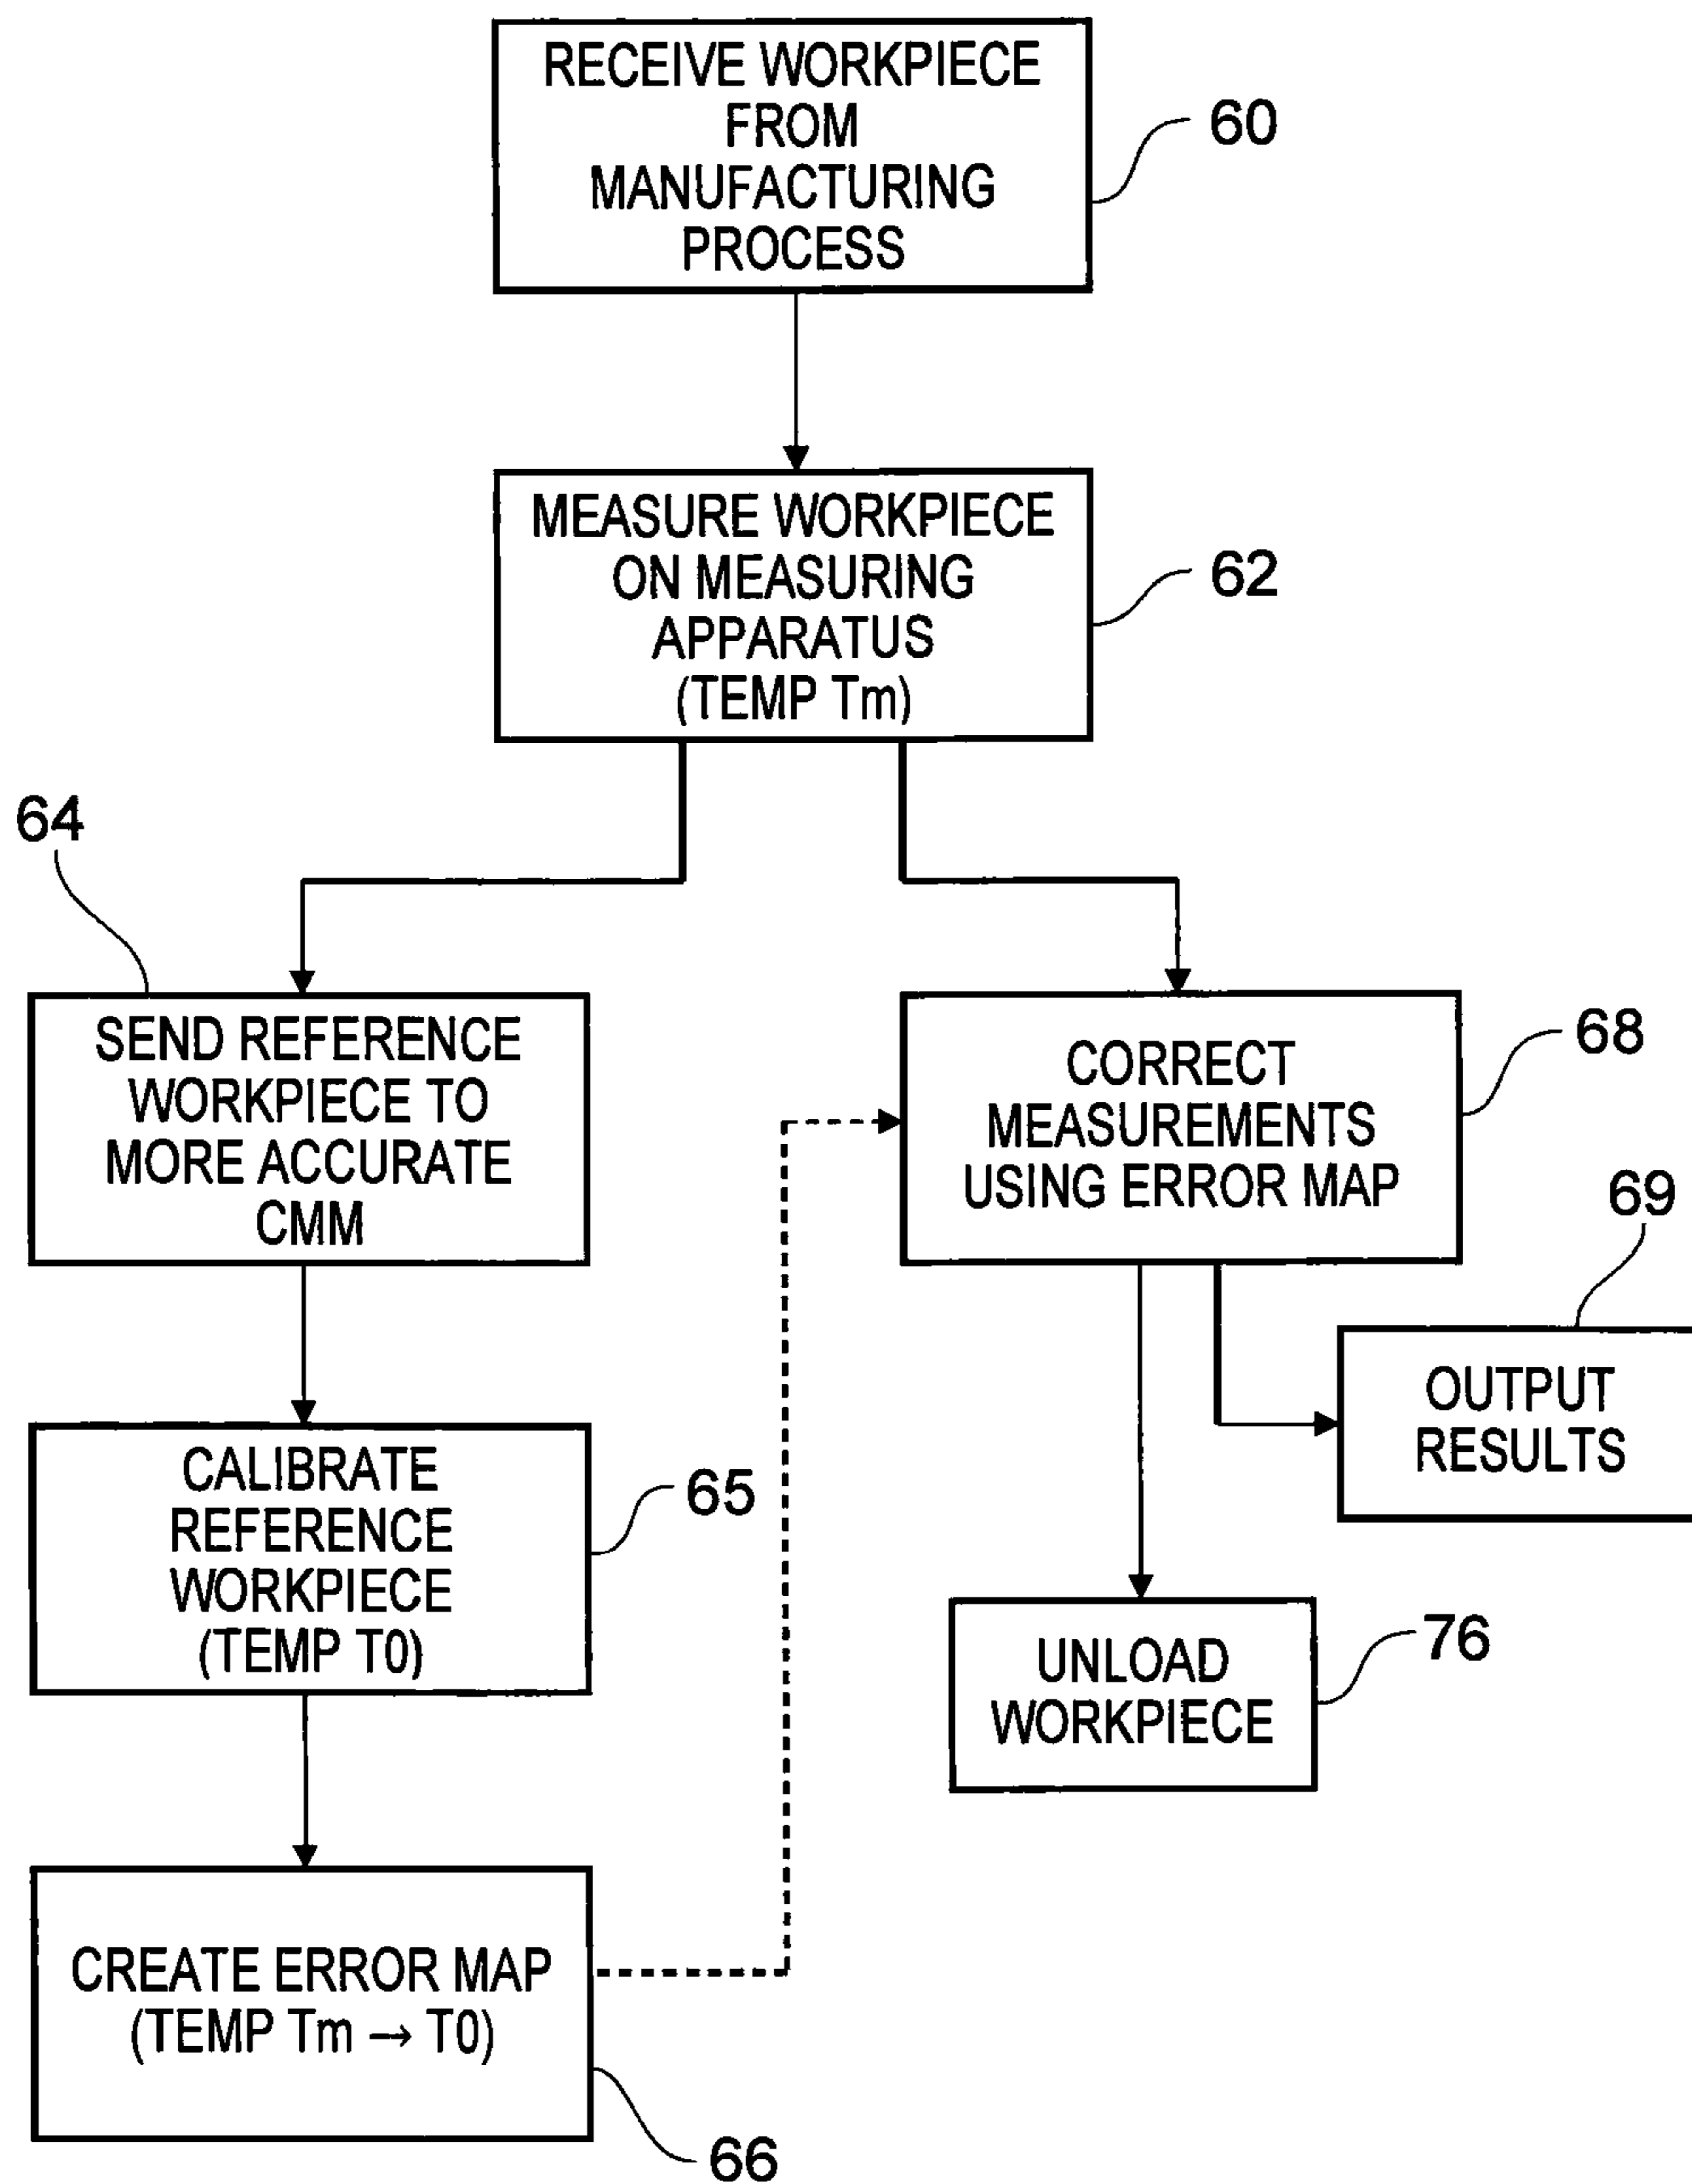 RECEIVE WORKPIECE
FROM
MANUFACTURING
PROCESS
60
MEASURE WORKPIECE
ON MEASURING
APPARATUS
(TEMP Tm)
62
64
SEND REFERENCE
WORKPIECE TO
MORE ACCURATE
CMM
CORRECT
MEASUREMENTS
USING ERROR MAP
68
69
OUTPUT
RESULTS
CALIBRATE
REFERENCE
WORKPIECE
(TEMP T0)
65
UNLOAD
WORKPIECE
76
CREATE ERROR MAP
(TEMP Tm → T0)
66